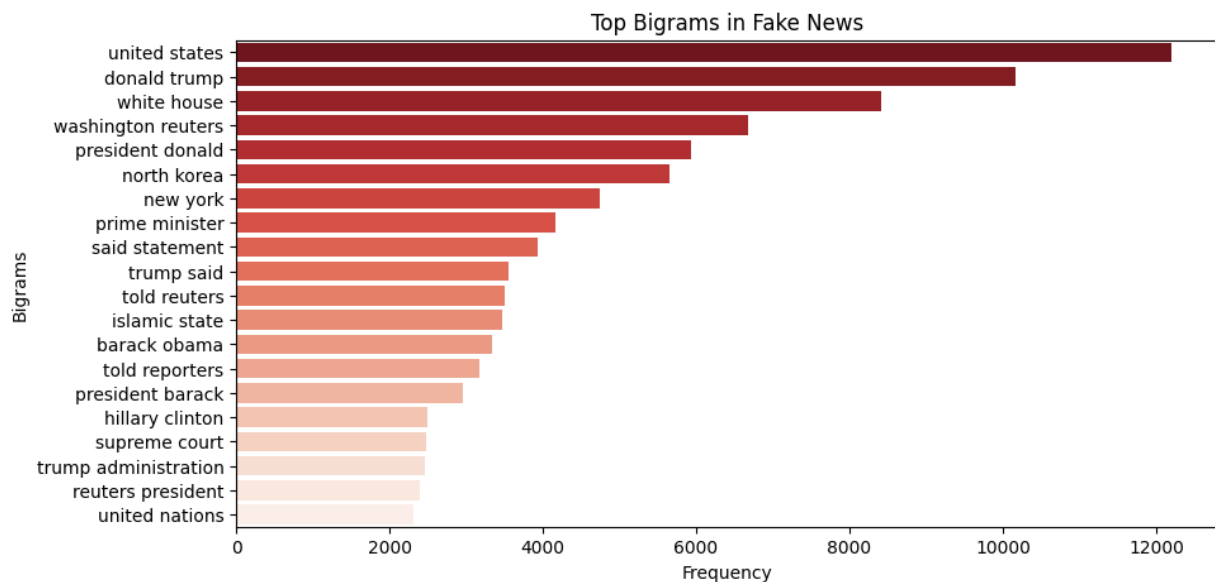 Top Bigrams in Fake News
united states
donald trump
white house
washington reuters
president donald
north korea
new york
prime minister
said statement
trump said
told reuters
islamic state
barack obama
told reporters
president barack
hillary clinton
supreme court
trump administration
reuters president
united nations
Bigrams
0 2000 4000 6000 8000 10000 12000
Frequency